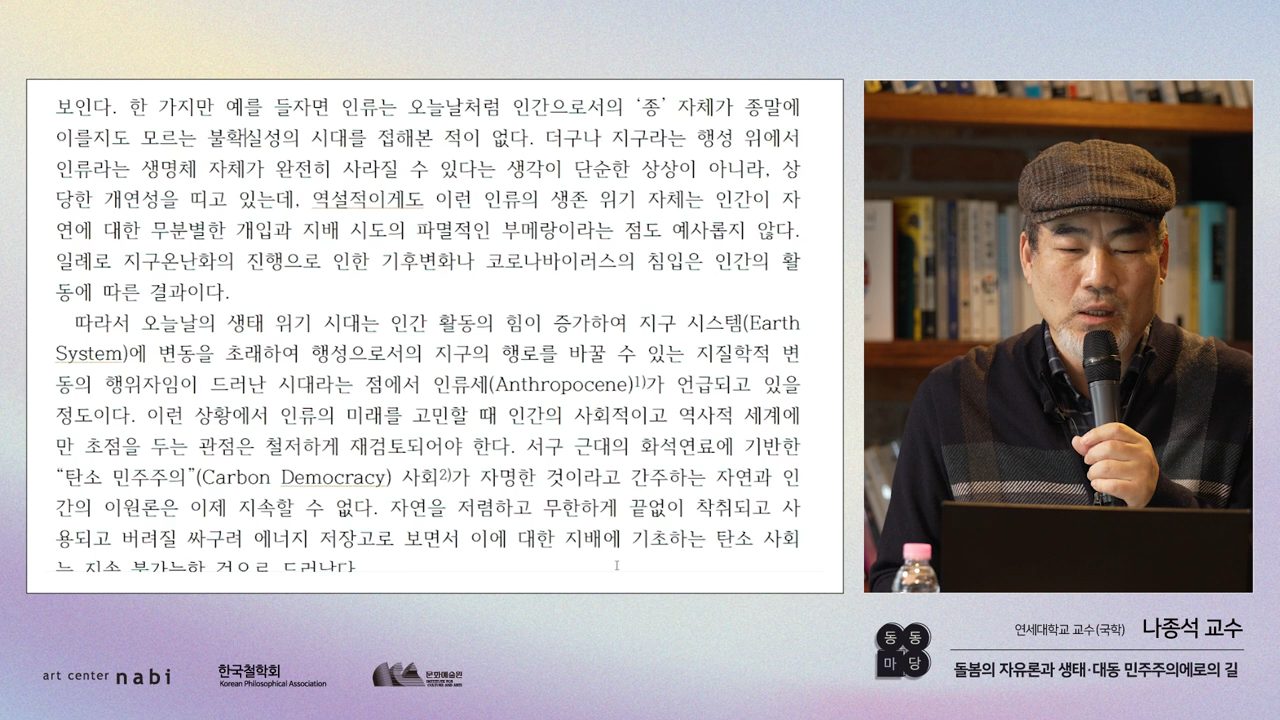 보인다. 한 가지만 예를 들자면 인류는 오늘날처럼 인간으로서의 ‘종’ 자체가 종말에
이를지도 모르는 불확실성의 시대를 접해본 적이 없다. 더구나 지구라는 행성 위에서
인류라는 생명체 자체가 완전히 사라질 수 있다는 생각이 단순한 상상이 아니라, 상
당한 개연성을 띠고 있는데, 역설적이게도 이런 인류의 생존 위기 자체는 인간이 자
연에 대한 무분별한 개입과 지배 시도의 파멸적인 부메랑이라는 점도 예사롭지 않다.
일례로 지구온난화의 진행으로 인한 기후변화나 코로나바이러스의 침입은 인간의 활
동에 따른 결과이다.
따라서 오늘날의 생태 위기 시대는 인간 활동의 힘이 증가하여 지구 시스템(Earth
System)에 변동을 초래하여 행성으로서의 지구의 행로를 바꿀 수 있는 지질학적 변
동의 행위자임이 드러난 시대라는 점에서 인류세(Anthropocene)1)가 언급되고 있을
정도이다. 이런 상황에서 인류의 미래를 고민할 때 인간의 사회적이고 역사적 세계에
만 초점을 두는 관점은 철저하게 재검토되어야 한다. 서구 근대의 화석연료에 기반한
“탄소 민주주의”(Carbon Democracy) 사회2)가 자명한 것이라고 간주하는 자연과 인
간의 이원론은 이제 지속할 수 없다. 자연을 저렴하고 무한하게 끝없이 착취되고 사
용되고 버려질 싸구려 에너지 저장고로 보면서 이에 대한 지배에 기초하는 탄소 사회
는 지속 불가능한 것으로 드러났다
동동
마당
연세대학교 교수(국학) 나종석 교수
돌봄의 자유론과 생태·대동 민주주의에로의 길
art center nabi
한국철학회
Korean Philosophical Association
문화예술원
INSTITUTE FOR
CULTURE AND ARTS